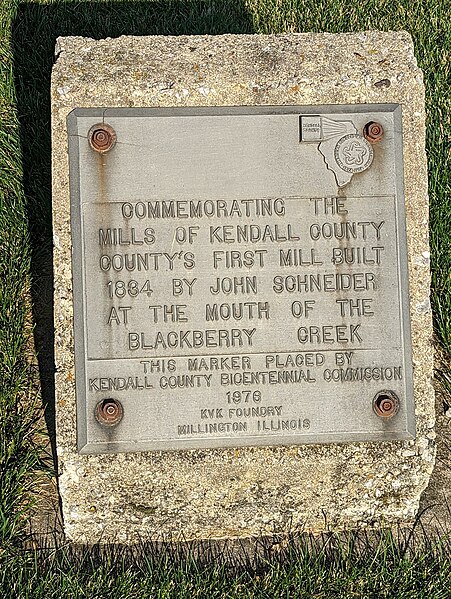 COMMEMORATING THE
MILLS OF KENDALL COUNTY
COUNTY'S FIRST MILL BUILT
1834 BY JOHN SCHNEIDER
AT THE MOUTH OF THE
BLACKBERRY CREEK
THIS MARKER PLACED BY
KENDALL COUNTY BICENTENNIAL COMMISSION
1976
KVK FOUNDRY
MILLINGTON ILLINOIS